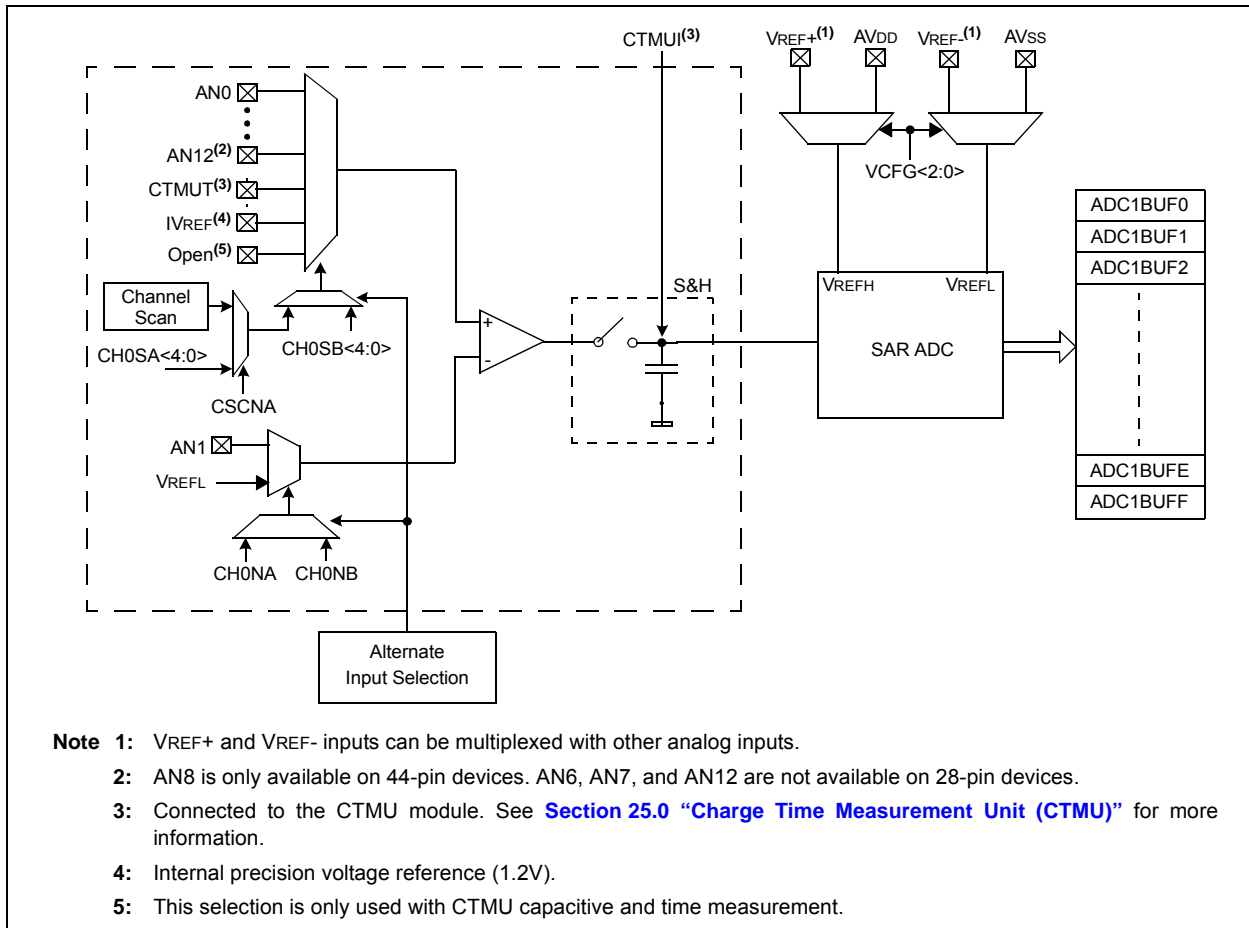 CTMUI(3)
VREF+(1) AVDD VREF-(1) AVSS
AN0
AN12(2)
CTMUT(3)
IVREF(4)
Open(5)
VCFG<2:0>
ADC1BUF0
ADC1BUF1
ADC1BUF2
Channel
Scan
S&H
VREFH VREFL
+
-
CH0SA<4:0>
CH0SB<4:0>
SAR ADC
CSCNA
AN1
VREFL
ADC1BUFE
ADC1BUFF
CH0NA CH0NB
Alternate
Input Selection
Note 1: VREF+ and VREF- inputs can be multiplexed with other analog inputs.
2: AN8 is only available on 44-pin devices. AN6, AN7, and AN12 are not available on 28-pin devices.
3: Connected to the CTMU module. See Section 25.0 “Charge Time Measurement Unit (CTMU)” for more
information.
4: Internal precision voltage reference (1.2V).
5: This selection is only used with CTMU capacitive and time measurement.